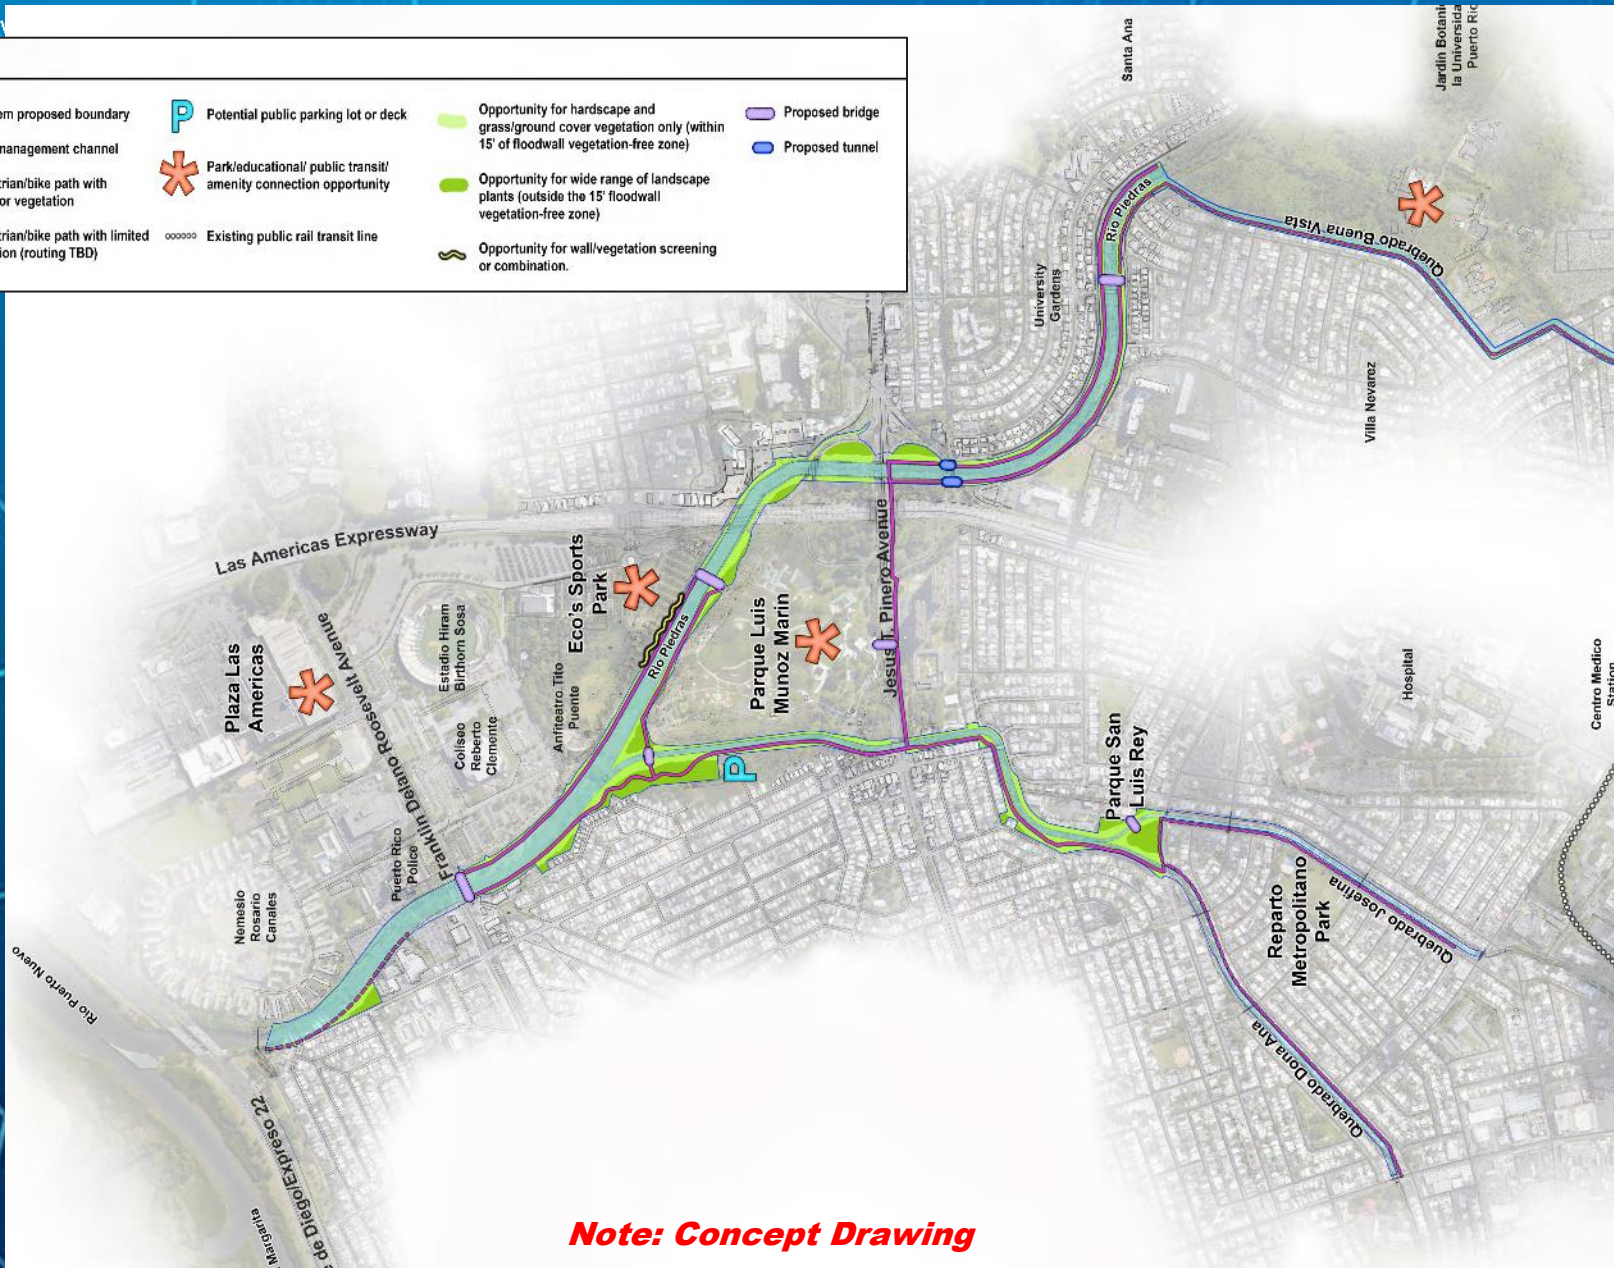 em proposed boundary
management channel
trian/bike path with
or vegetation
trian/bike path with limited
ion (routing TBD)
P
Potential public parking lot or deck
Park/educational/ public transit/
amenity connection opportunity
Existing public rail transit line
Opportunity for hardscape and
grass/ground cover vegetation only (within
15' of floodwall vegetation-free zone)
Opportunity for wide range of landscape
plants (outside the 15' floodwall
vegetation-free zone)
Opportunity for wall/vegetation screening
or combination.
Proposed bridge
Proposed tunnel
Santa Ana
Jardin Botani
la Universida
Puerto Ric
Rio Piedras
Quebrado Buena Vista
University
Gardens
Villa Nevarez
Las Americas Expressway
Eco's Sports
Park
Rio Piedras
Parque Luis
Munoz Marin
Jesus T. Pinero Avenue
Plaza Las
Americas
Franklin Delano Roosevelt Avenue
Estadio Hiram
Birthorn Sosa
Coliseo
Reberto
Clemente
Anfiteatro Tito
Puente
P
Hospital
Centro Medico
Station
Parque San
Luis Rey
Puerto Rico
Police
Nemesio
Rosario
Canales
Reparto
Metropolitano
Park
Quebrado Josefina
Quebrado Dona Ana
Rio Puerto Nuevo
e de Diego/Expreso 22
Margarita
Note: Concept Drawing